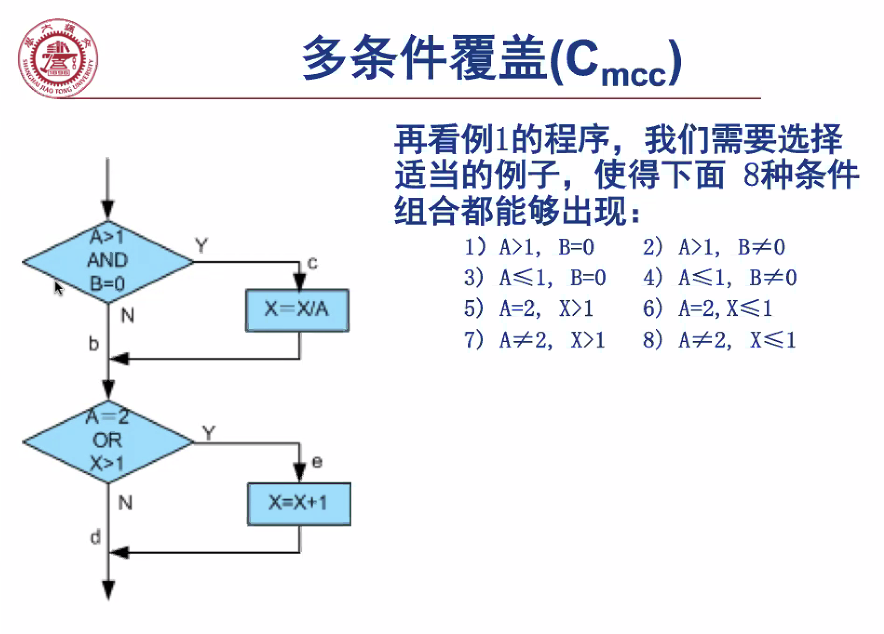 多条件覆盖(Cmcc)
SHANGHAI JIAO TONG UNIVERSITY
再看例1的程序，我们需要选择
适当的例子，使得下面 8种条件
组合都能够出现：
1）A>1, B=0 2）A>1, B≠0
3）A≤1, B=0 4）A≤1, B≠0
5）A=2, X>1 6）A=2,X≤1
7）A≠2, X>1 8）A≠2, X≤1
A>1
AND
B=0
Y
c
X＝X/A
N
b
A＝2
OR
X>1
Y
e
X=X+1
N
d